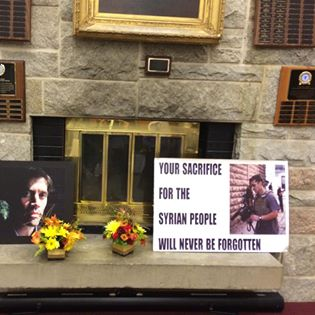 YOUR SACRIFICE
FOR THE
SYRIAN PEOPLE
WILL NEVER BE FORGOTTEN